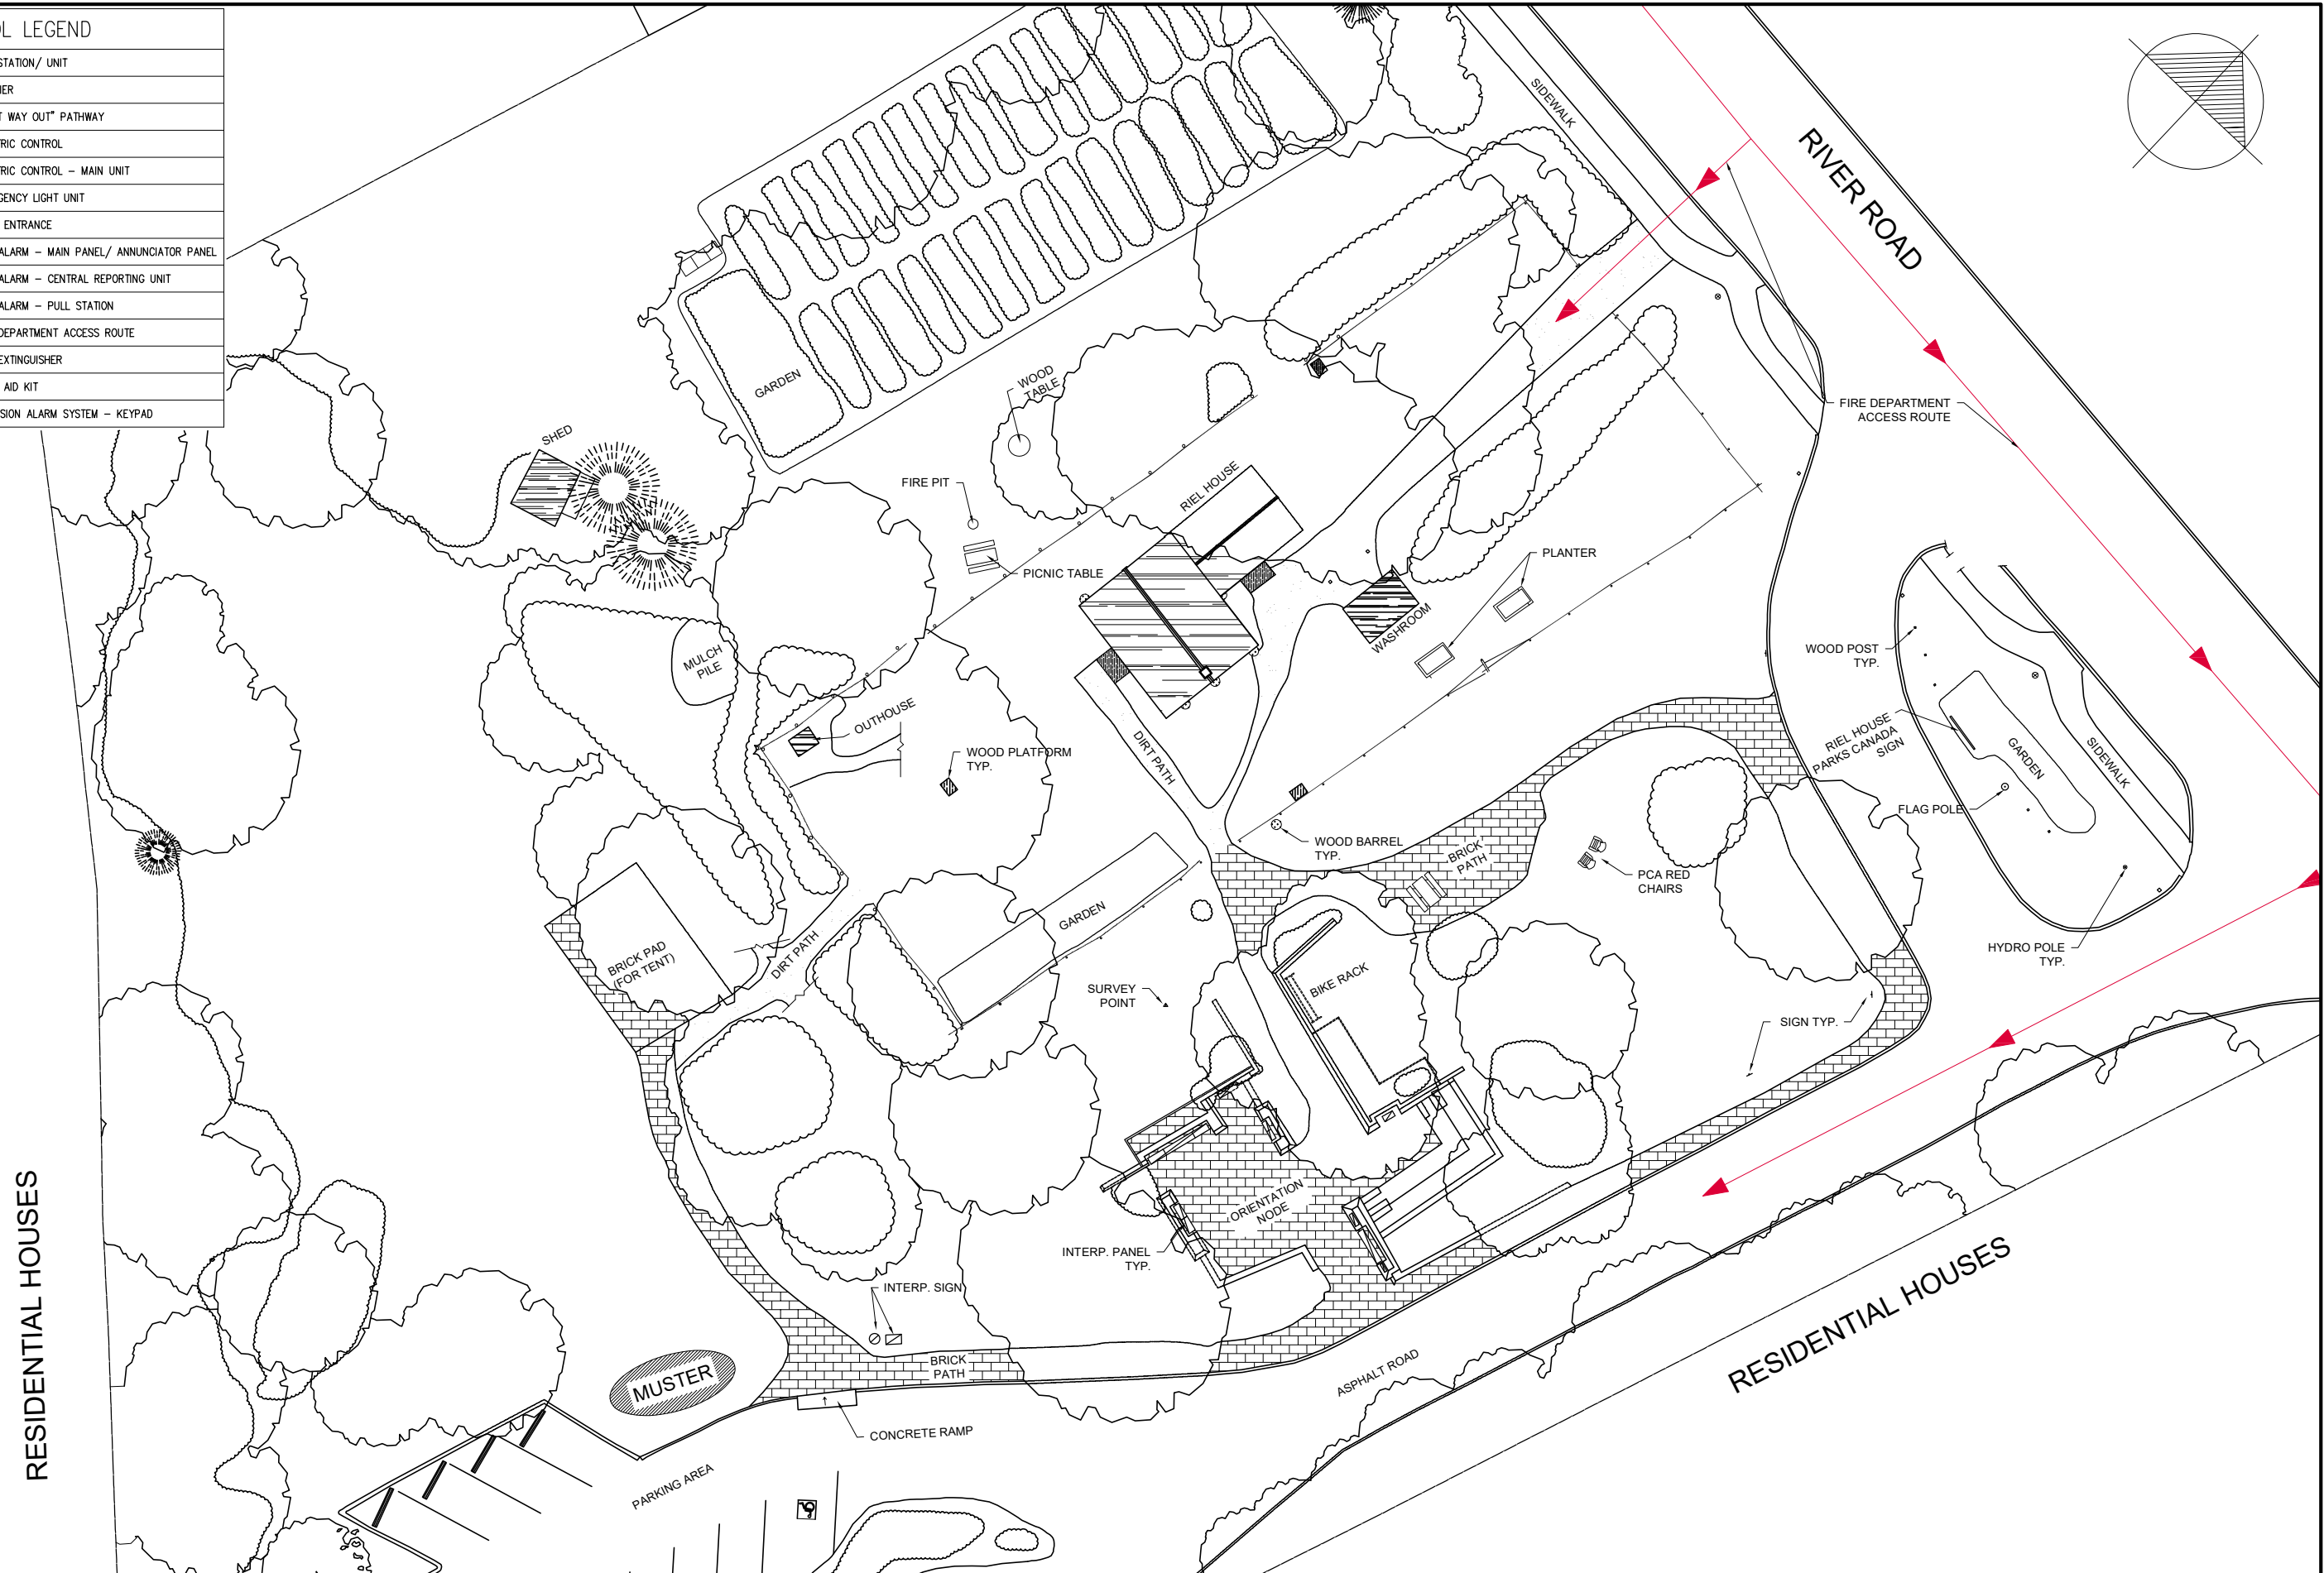 LEGEND
STATION/ UNIT
WAY OUT" PATHWAY
CONTROL
CONTROL – MAIN UNIT
LIGHT UNIT
ENTRANCE
ALARM – MAIN PANEL/ ANNUNCIATOR PANEL
ALARM – CENTRAL REPORTING UNIT
ALARM – PULL STATION
DEPARTMENT ACCESS ROUTE
EXTINGUISHER
AID KIT
ALARM SYSTEM – KEYPAD
SIDEWALK
RIVER ROAD
FIRE DEPARTMENT
ACCESS ROUTE
GARDEN
WOOD
TABLE
SHED
FIRE PIT
RIEL HOUSE
PICNIC TABLE
PLANTER
WASHROOM
MULCH
PILE
OUTHOUSE
WOOD PLATFORM
TYP.
DIRT PATH
WOOD POST
TYP.
RIEL HOUSE
PARKS CANADA
SIGN
GARDEN
SIDEWALK
FLAG POLE
WOOD BARREL
TYP.
BRICK
PATH
PCA RED
CHAIRS
HYDRO POLE
TYP.
GARDEN
BRICK PAD
(FOR TENT)
DIRT PATH
SURVEY
POINT
BIKE RACK
SIGN TYP.
ORIENTATION
NODE
INTERP. PANEL
TYP.
INTERP. SIGN
BRICK
PATH
MUSTER
CONCRETE RAMP
ASPHALT ROAD
PARKING AREA
RESIDENTIAL HOUSES
RESIDENTIAL HOUSES